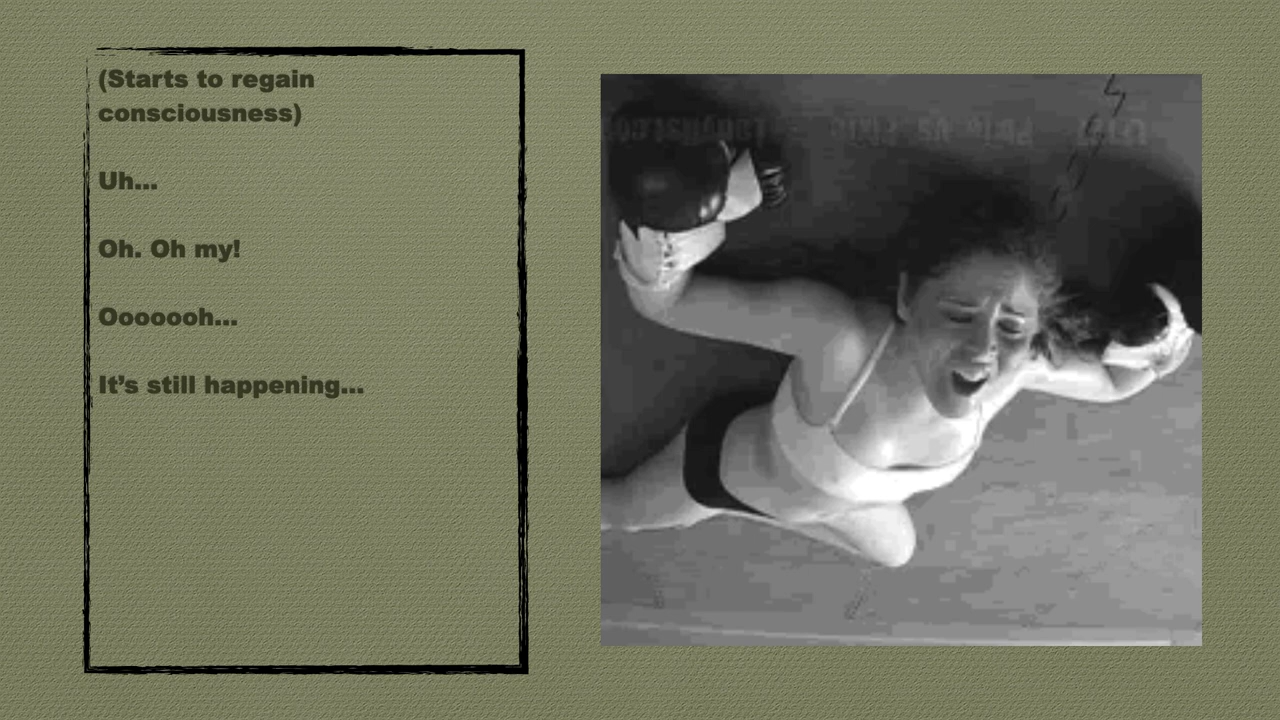 (Starts to regain
consciousness)
Uh...
Oh. Oh my!
Ooooooh...
It's still happening...